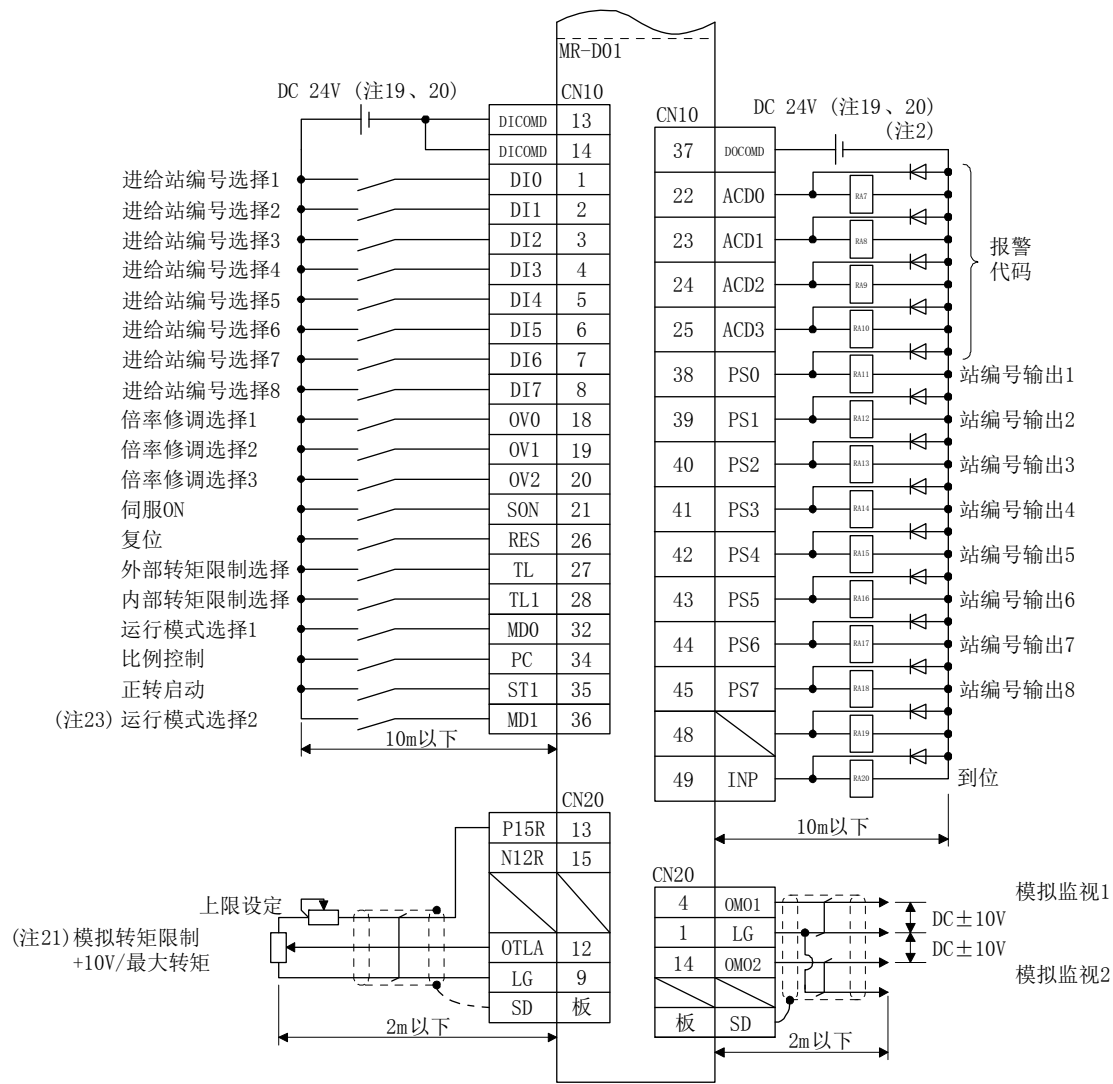 MR-D01
DC 24V (注19、20)
CN10
DICOMD 13
DICOMD 14
进给站编号选择1 DI0 1
进给站编号选择2 DI1 2
进给站编号选择3 DI2 3
进给站编号选择4 DI3 4
进给站编号选择5 DI4 5
进给站编号选择6 DI5 6
进给站编号选择7 DI6 7
进给站编号选择8 DI7 8
倍率修调选择1 OV0 18
倍率修调选择2 OV1 19
倍率修调选择3 OV2 20
伺服ON SON 21
复位 RES 26
外部转矩限制选择 TL 27
内部转矩限制选择 TL1 28
运行模式选择1 MD0 32
比例控制 PC 34
正转启动 ST1 35
(注23) 运行模式选择2 MD1 36
10m以下
CN10
DC 24V (注19、20)
(注2)
37 DOCOMD
22 ACD0 RA7
23 ACD1 RA8
24 ACD2 RA9
25 ACD3 RA10
报警
代码
38 PS0 RA11 站编号输出1
39 PS1 RA12 站编号输出2
40 PS2 RA13 站编号输出3
41 PS3 RA14 站编号输出4
42 PS4 RA15 站编号输出5
43 PS5 RA16 站编号输出6
44 PS6 RA17 站编号输出7
45 PS7 RA18 站编号输出8
48 RA19
49 INP RA20 到位
10m以下
CN20
P15R 13
N12R 15
上限设定
(注21) 模拟转矩限制
+10V/最大转矩
OTLA 12
LG 9
SD 板
2m以下
CN20
4 OMO1 模拟监视1
DC±10V
1 LG
DC±10V
14 OMO2 模拟监视2
板 SD
2m以下